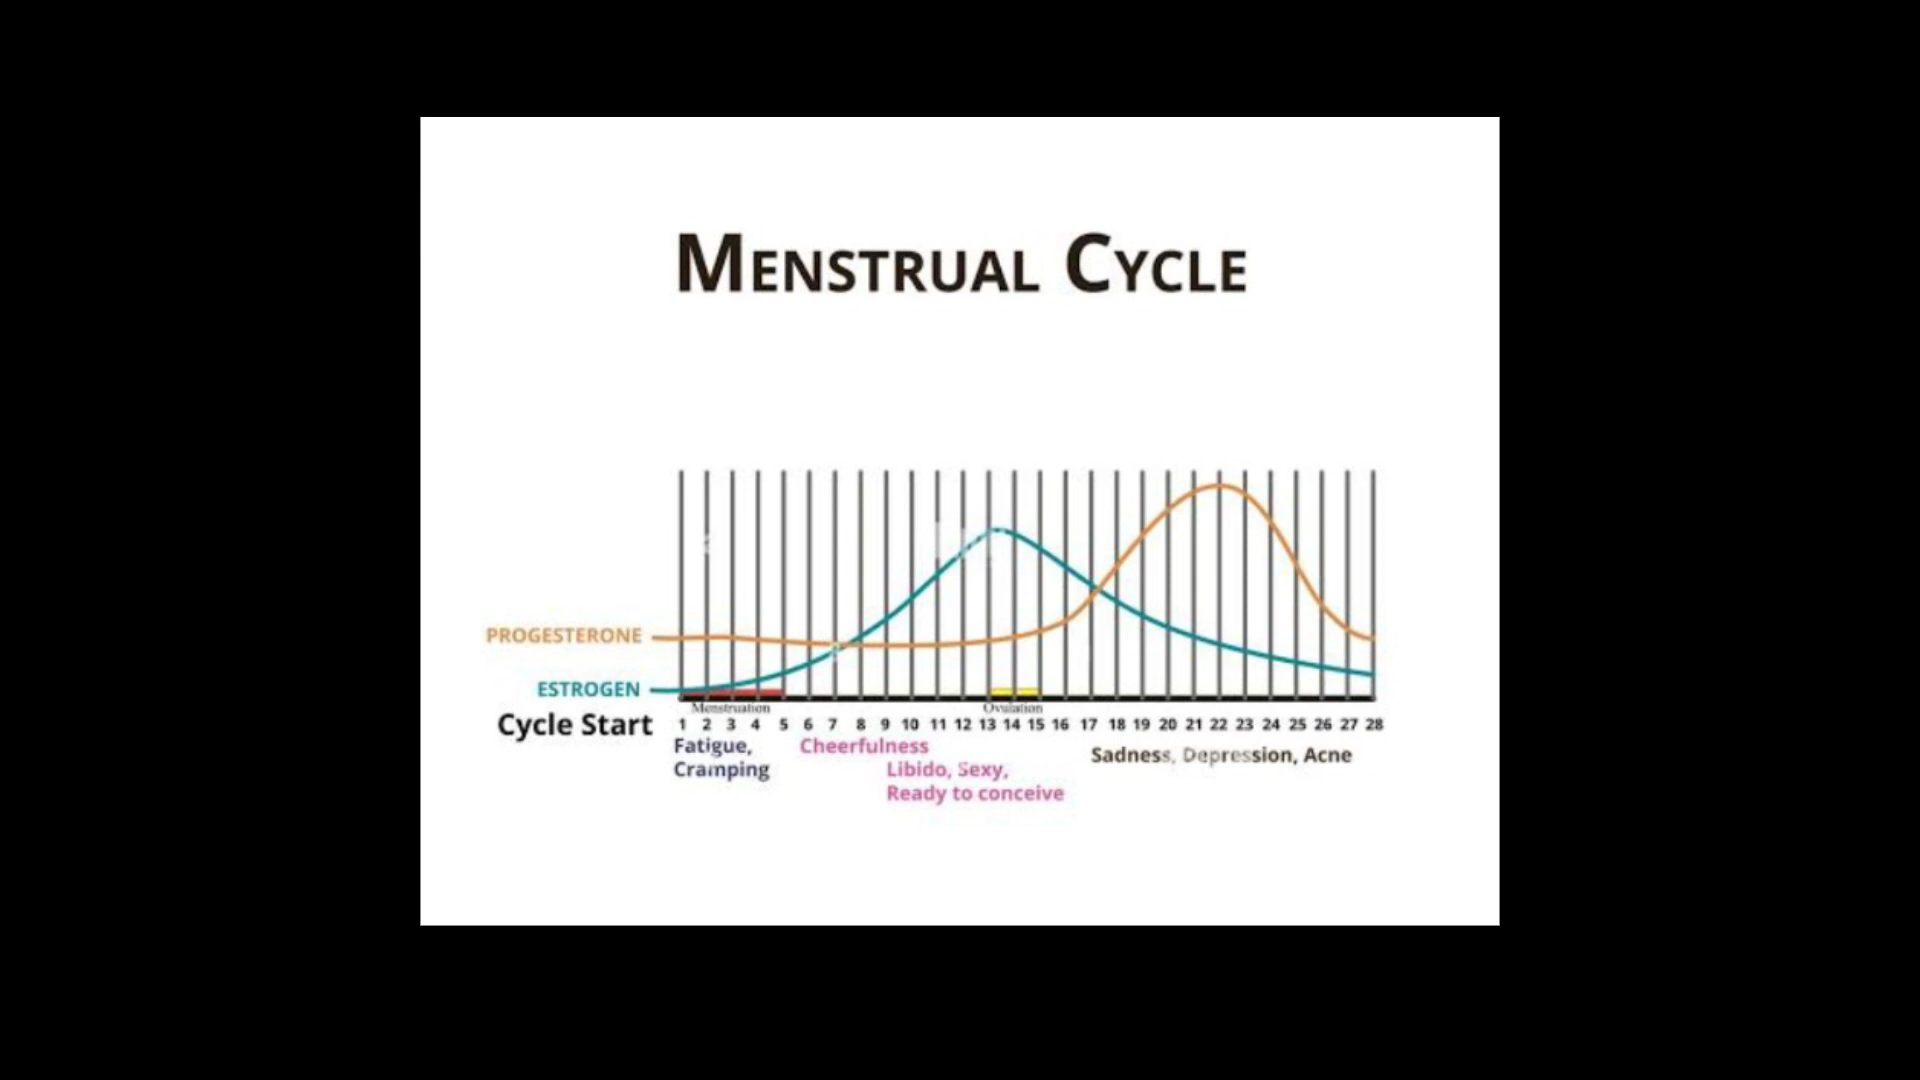 MENSTRUAL CYCLE
PROGESTERONE
ESTROGEN
Menstruation
Ovulation
Cycle Start
1 2 3 4 5 6 7 8 9 10 11 12 13 14 15 16 17 18 19 20 21 22 23 24 25 26 27 28
Fatigue,
Cramping
Cheerfulness
Libido, Sexy,
Ready to conceive
Sadness, Depression, Acne